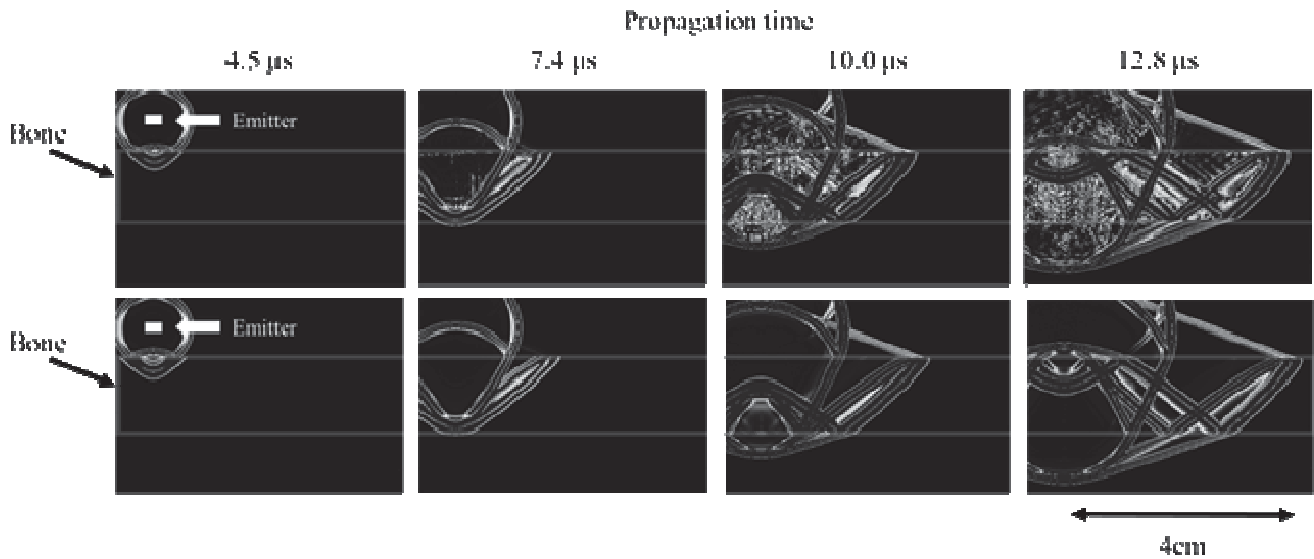 Propagation time
4.5 μs 7.4 μs 10.0 μs 12.8 μs
Bone
Emitter
Bone
Emitter
4cm